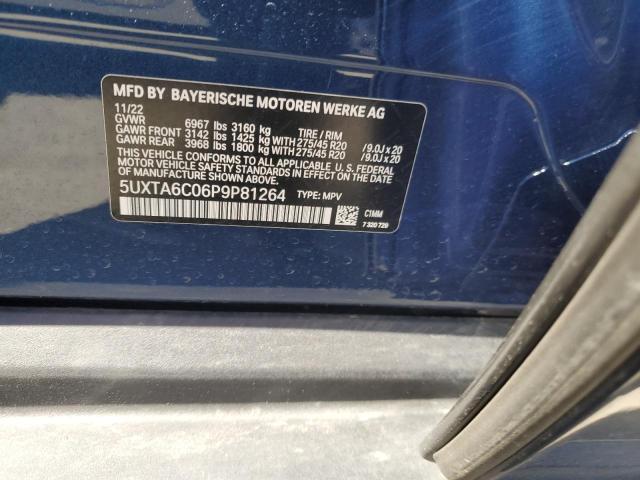 MFD BY BAYERISCHE MOTOREN WERKE AG
11/22
GVWR 6967 lbs 3160 kg TIRE / RIM
GAWR FRONT 3142 lbs 1425 kg WITH 275/45 R20 / 9.0J x 20
GAWR REAR 3968 lbs 1800 kg WITH 275/45 R20 / 9.0J x 20
THIS VEHICLE CONFORMS TO ALL APPLICABLE U.S. FEDERAL MOTOR
VEHICLE SAFETY STANDARDS IN EFFECT ON THE DATE
OF MANUFACTURE SHOWN ABOVE.
5UXTA6C06P9P81264 TYPE: MPV
C1MM
7 320 729